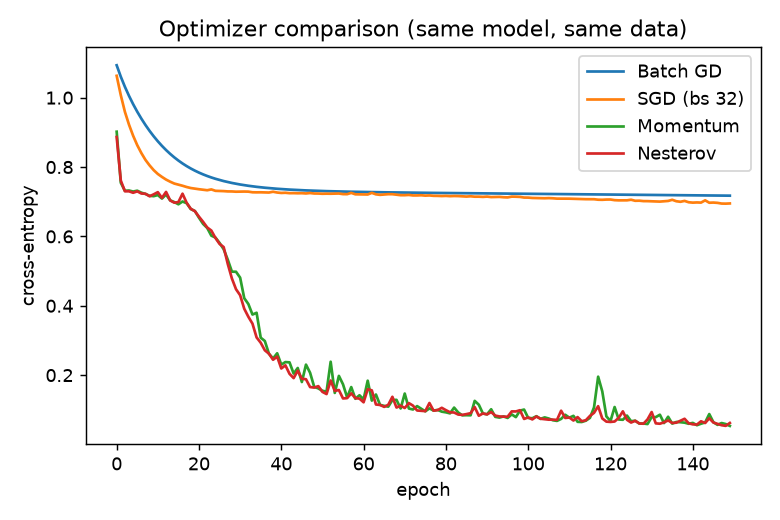 Optimizer comparison (same model, same data)
Batch GD
SGD (bs 32)
Momentum
Nesterov
cross-entropy
1.0
0.8
0.6
0.4
0.2
0 20 40 60 80 100 120 140
epoch